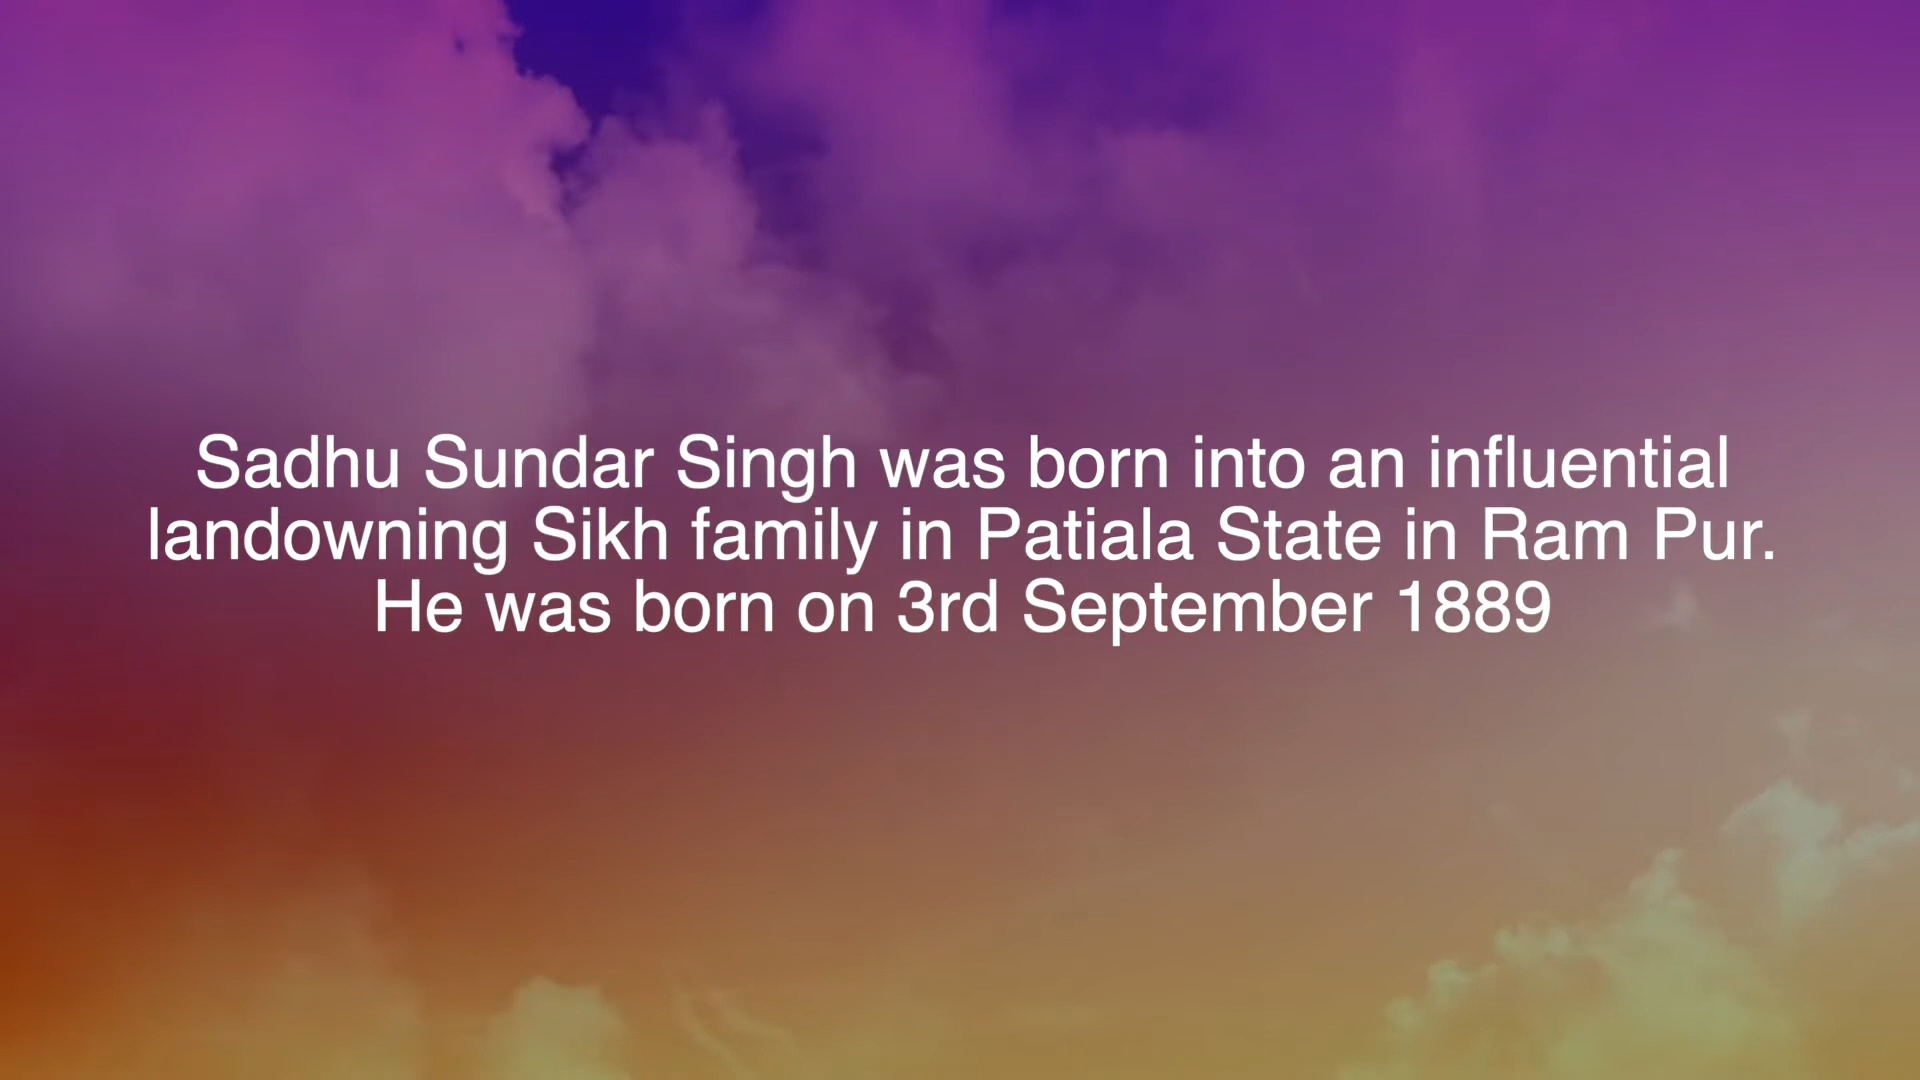 Sadhu Sundar Singh was born into an influential
landowning Sikh family in Patiala State in Ram Pur.
He was born on 3rd September 1889